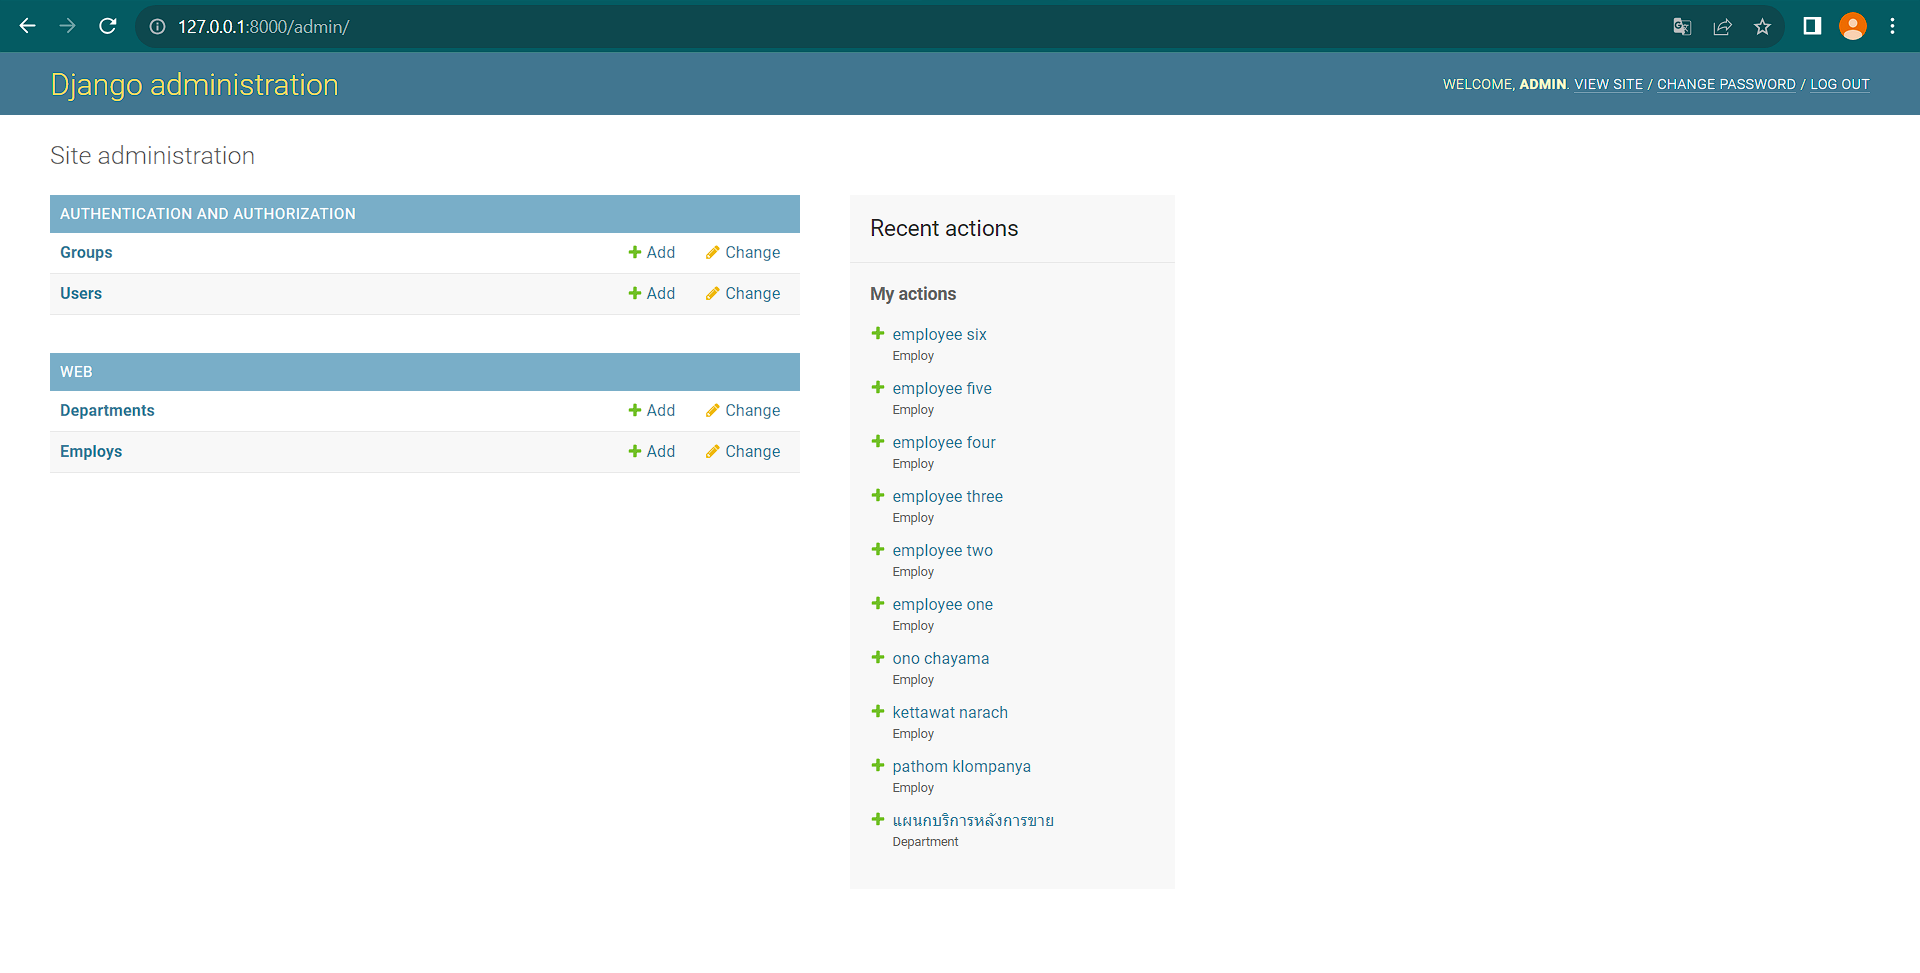 127.0.0.1:8000/admin/
Django administration
WELCOME, ADMIN. VIEW SITE / CHANGE PASSWORD / LOG OUT
Site administration
AUTHENTICATION AND AUTHORIZATION
Groups Add Change
Users Add Change
WEB
Departments Add Change
Employs Add Change
Recent actions
My actions
employee six
Employ
employee five
Employ
employee four
Employ
employee three
Employ
employee two
Employ
employee one
Employ
ono chayama
Employ
kettawat narach
Employ
pathom klompanya
Employ
แผนกบริการหลังการขาย
Department